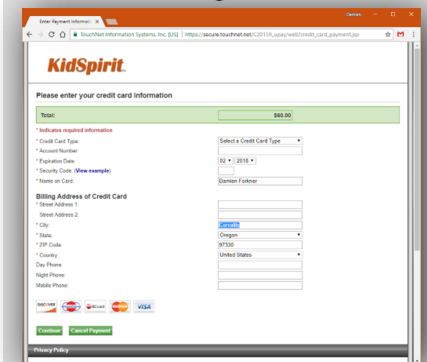 Enter Payment Informati
Damien
TouchNet Information Systems, Inc. [US] | https://secure.touchnet.net/C20159_upay/web/credit_card_payment.jsp
KidSpirit
Please enter your credit card information
Total: $60.00
* Indicates required information
* Credit Card Type: Select a Credit Card Type
* Account Number:
* Expiration Date: 02 2018
* Security Code: (View example)
* Name on Card: Damien Forkner
Billing Address of Credit Card
* Street Address 1:
Street Address 2:
* City: Corvallis
* State: Oregon
* ZIP Code: 97330
* Country: United States
Day Phone:
Night Phone:
Mobile Phone:
DISCOVER VISA
Continue Cancel Payment
Privacy Policy